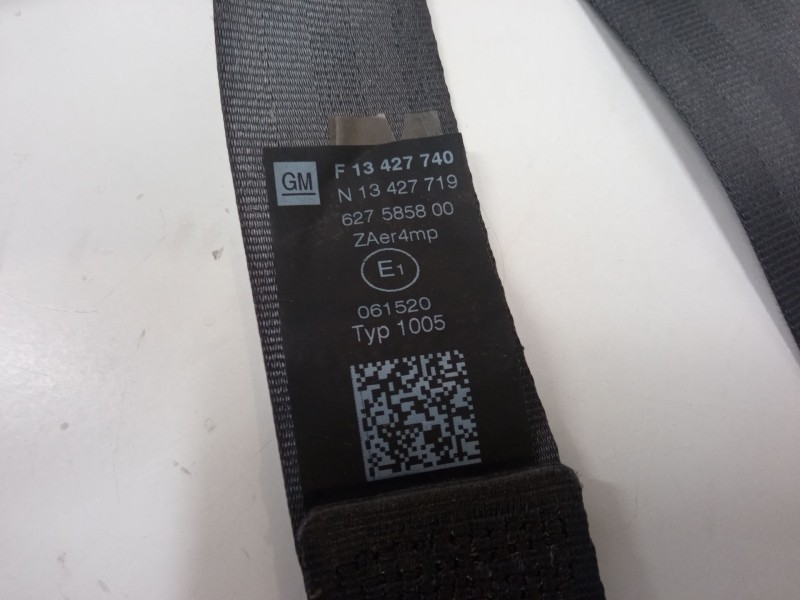 GM
F 13 427 740
N 13 427 719
627 5858 00
ZAer4mp
E1
061520
Typ 1005